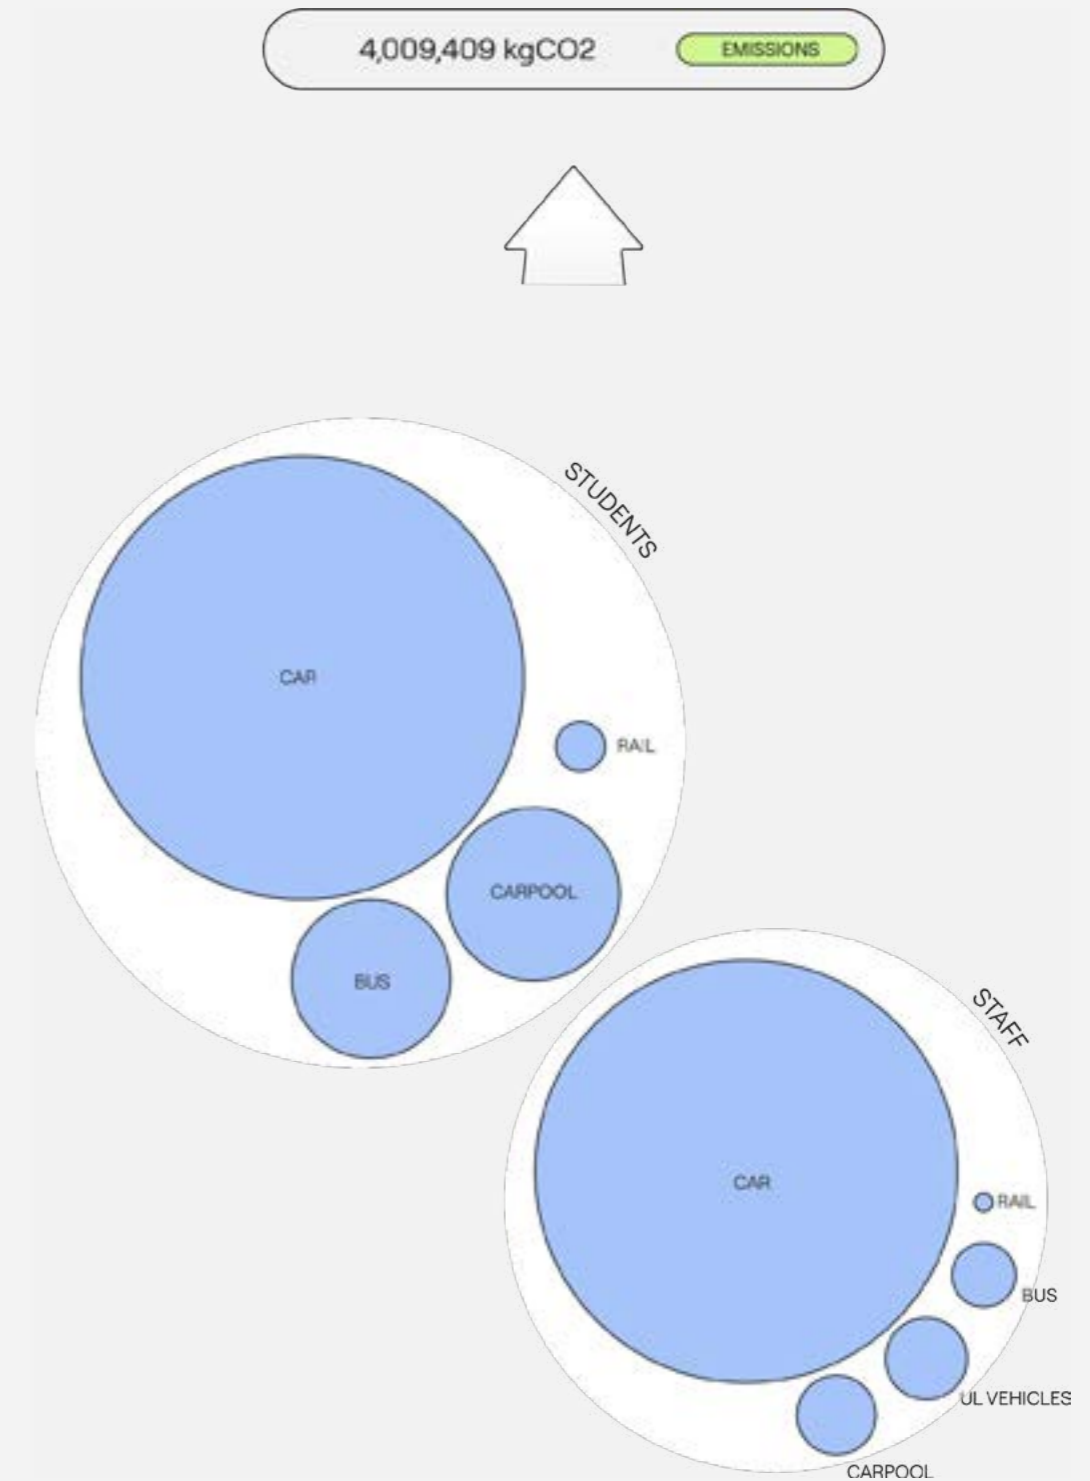 4,009,409 kgCO2
EMISSIONS
STUDENTS
CAR
RAIL
CARPOOL
BUS
STAFF
CAR
RAIL
BUS
UL VEHICLES
CARPOOL